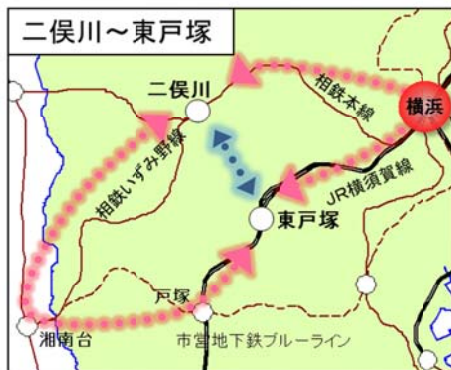 二俣川~東戸塚
二俣川
相鉄本線
横浜
相鉄いずみ野線
JR横須賀線
東戸塚
戸塚
湘南台
市営地下鉄ブルーライン